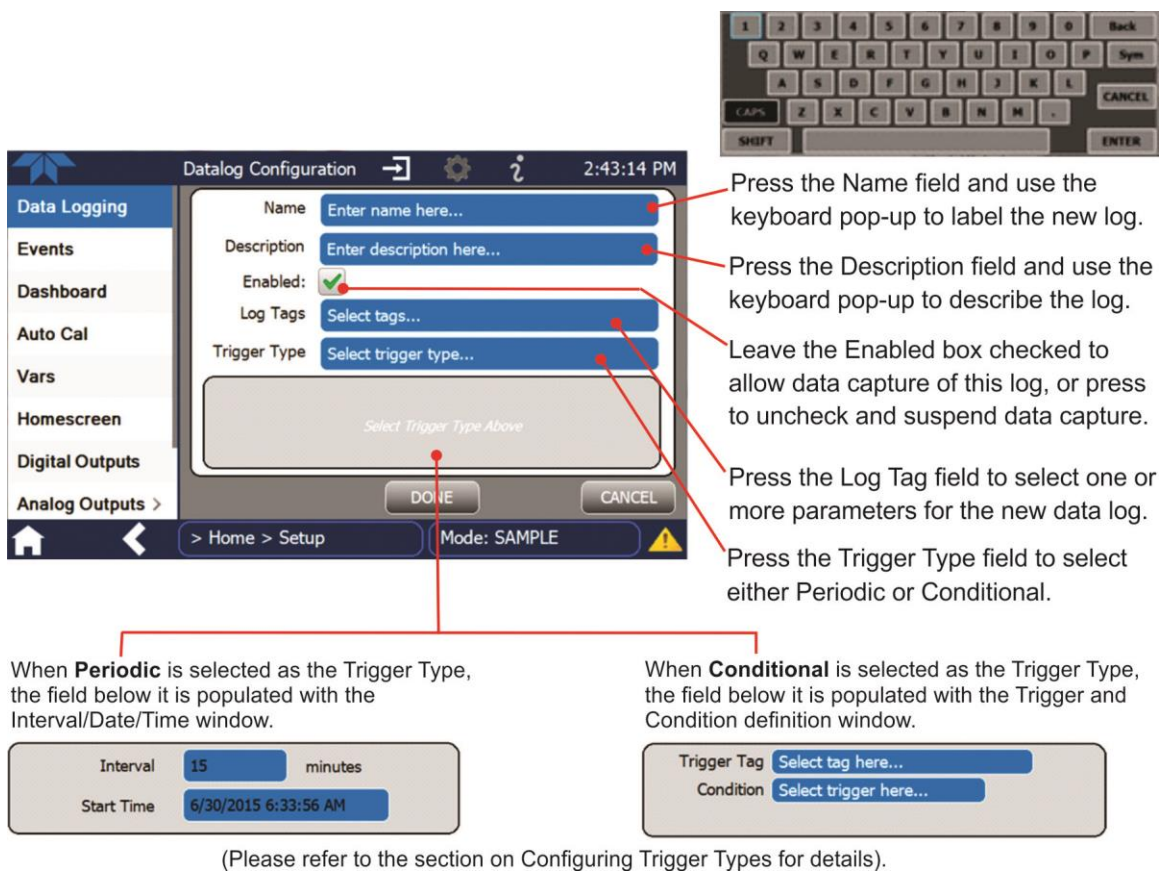 1 2 3 4 5 6 7 8 9 0 Back
Q W E R T Y U I O P Sym
A S D F G H J K L
CANCEL
CAPS Z X C V B N M .
SHIFT ENTER
Datalog Configuration i 2:43:14 PM
Data Logging
Events
Dashboard
Auto Cal
Vars
Homescreen
Digital Outputs
Analog Outputs >
Name Enter name here...
Description Enter description here...
Enabled:
Log Tags Select tags...
Trigger Type Select trigger type...
Select Trigger Type Above
DONE CANCEL
> Home > Setup Mode: SAMPLE
Press the Name field and use the
keyboard pop-up to label the new log.
Press the Description field and use the
keyboard pop-up to describe the log.
Leave the Enabled box checked to
allow data capture of this log, or press
to uncheck and suspend data capture.
Press the Log Tag field to select one or
more parameters for the new data log.
Press the Trigger Type field to select
either Periodic or Conditional.
When Periodic is selected as the Trigger Type,
the field below it is populated with the
Interval/Date/Time window.
Interval 15 minutes
Start Time 6/30/2015 6:33:56 AM
When Conditional is selected as the Trigger Type,
the field below it is populated with the Trigger and
Condition definition window.
Trigger Tag Select tag here...
Condition Select trigger here...
(Please refer to the section on Configuring Trigger Types for details).